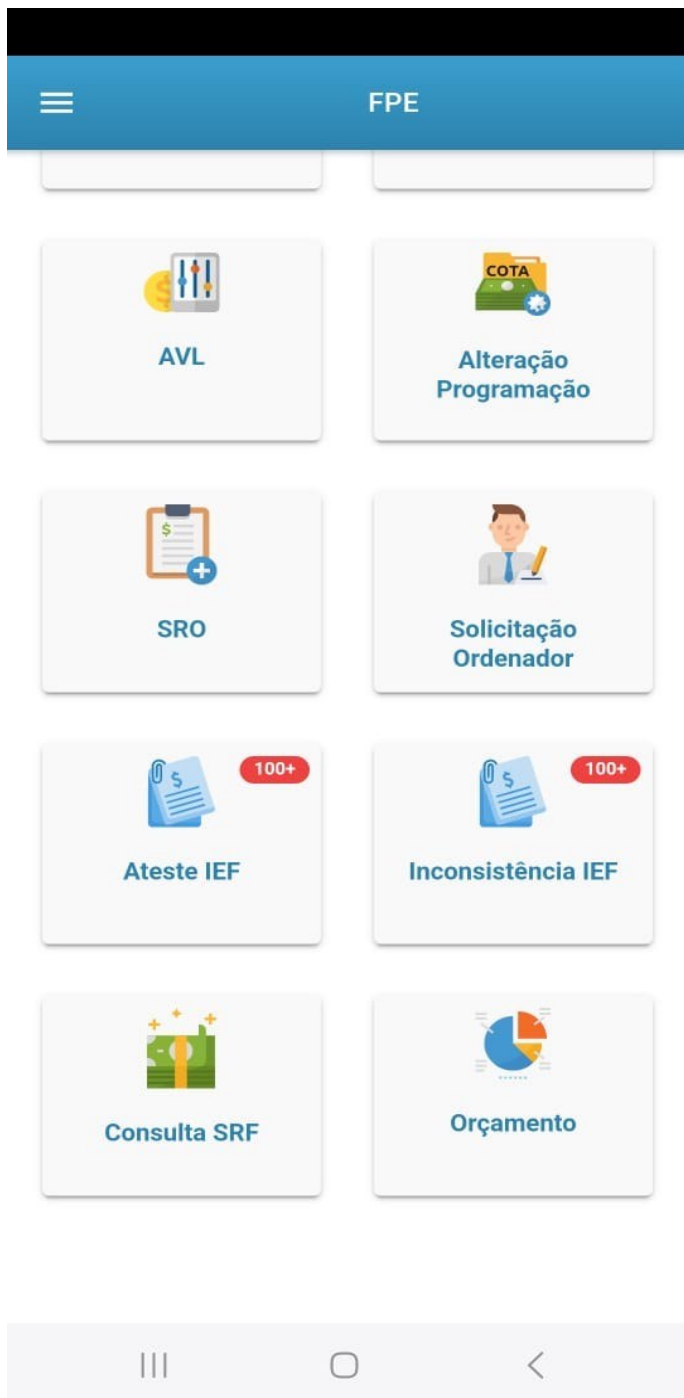 FPE
AVL
COTA
Alteração
Programação
$
SRO
Solicitação
Ordenador
$
100+
Ateste IEF
$
100+
Inconsistência IEF
Consulta SRF
Orçamento